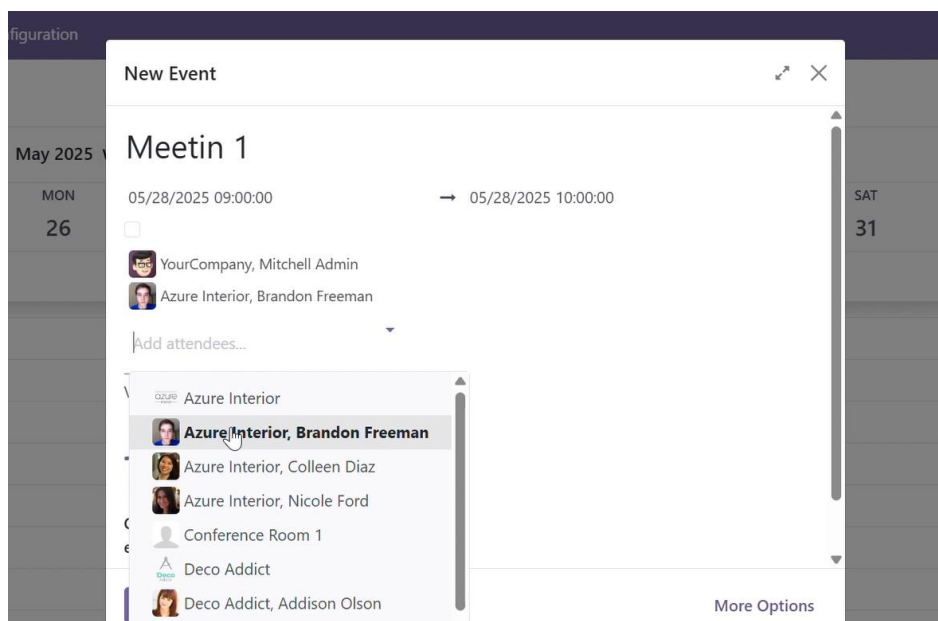 figuration
New Event
May 2025 W
Meetin 1
MON
05/28/2025 09:00:00 → 05/28/2025 10:00:00
SAT
26
31
YourCompany, Mitchell Admin
Azure Interior, Brandon Freeman
Add attendees...
Azure Interior
Azure Interior, Brandon Freeman
Azure Interior, Colleen Diaz
Azure Interior, Nicole Ford
Conference Room 1
Deco Addict
Deco Addict, Addison Olson
More Options